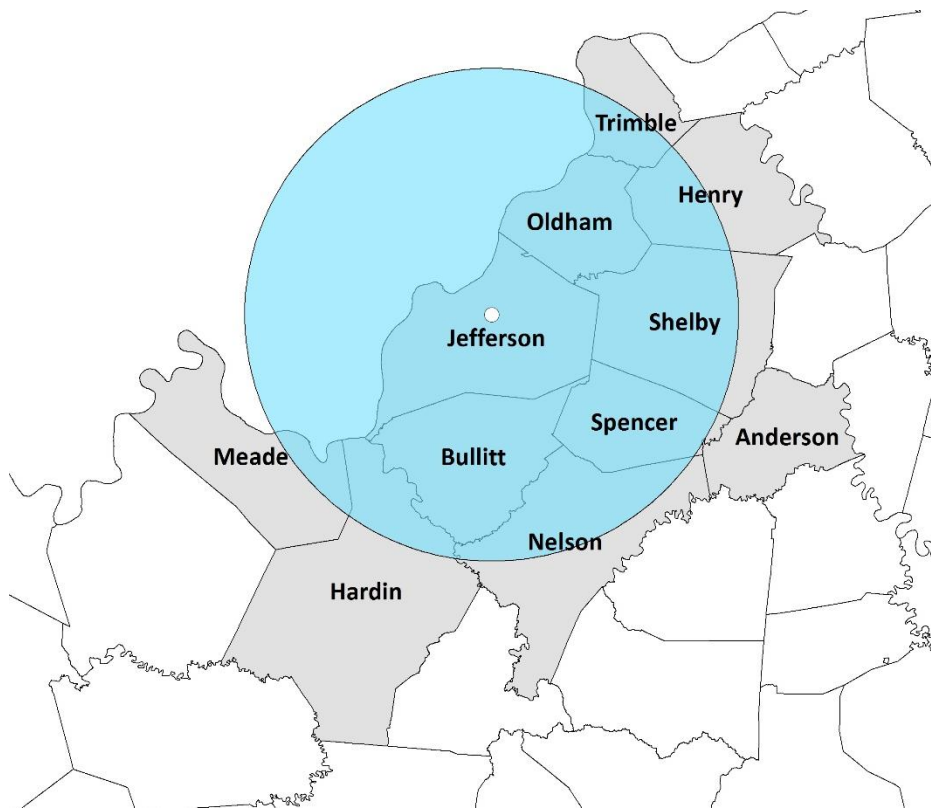 Trimble
Henry
Oldham
Shelby
Jefferson
Spencer
Anderson
Meade
Bullitt
Nelson
Hardin